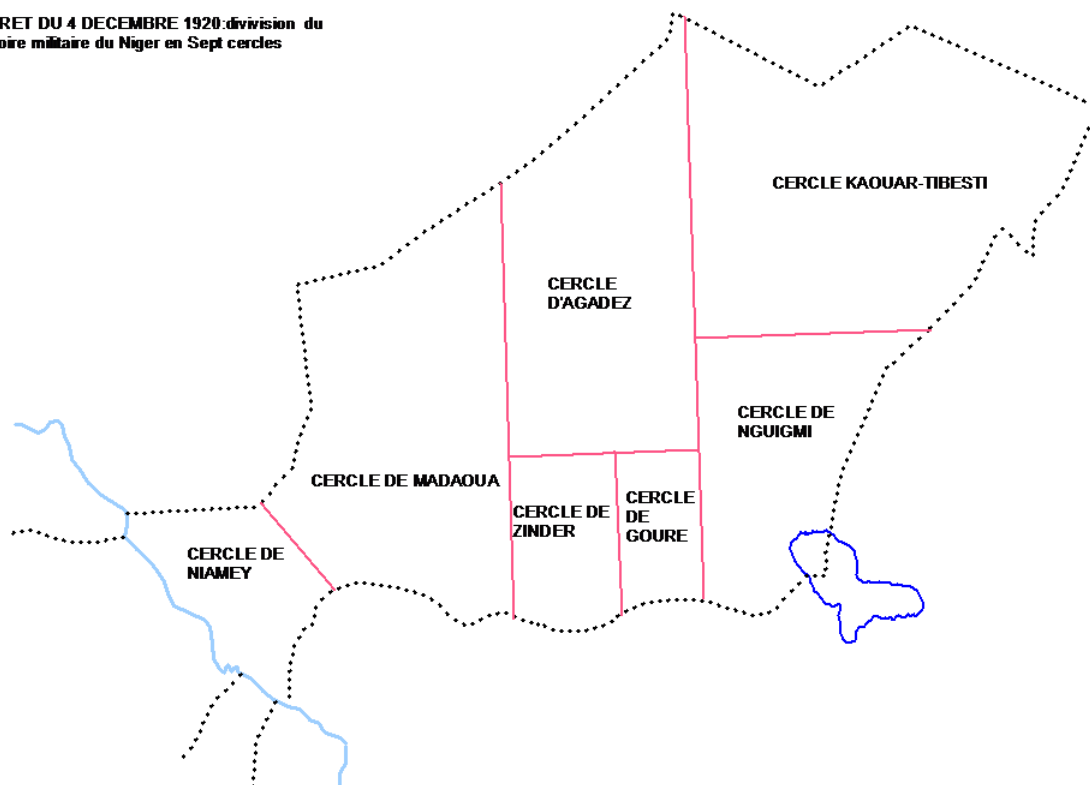 RET DU 4 DECEMBRE 1920:divivision du
oire militaire du Niger en Sept cercles
CERCLE KAOUAR-TIBESTI
CERCLE
D'AGADEZ
CERCLE DE
NGUIGMI
CERCLE DE MADAOUA
CERCLE DE
ZINDER
CERCLE
DE
GOURE
CERCLE DE
NIAMEY